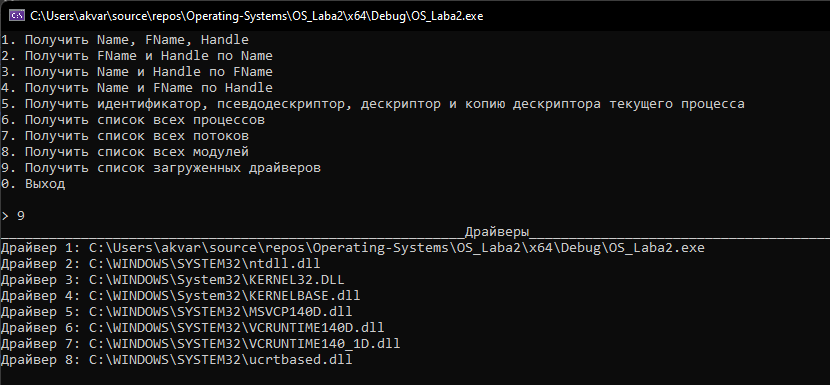 C:\Users\akvar\source\repos\Operating-Systems\OS_Laba2\x64\Debug\OS_Laba2.exe
1. Получить Name, FName, Handle
2. Получить FName и Handle по Name
3. Получить Name и Handle по FName
4. Получить Name и FName по Handle
5. Получить идентификатор, псевдодескриптор, дескриптор и копию дескриптора текущего процесса
6. Получить список всех процессов
7. Получить список всех потоков
8. Получить список всех модулей
9. Получить список загруженных драйверов
0. Выход
> 9
__________________________________________________________Драйверы______________________________________
Драйвер 1: C:\Users\akvar\source\repos\Operating-Systems\OS_Laba2\x64\Debug\OS_Laba2.exe
Драйвер 2: C:\WINDOWS\SYSTEM32\ntdll.dll
Драйвер 3: C:\WINDOWS\System32\KERNEL32.DLL
Драйвер 4: C:\WINDOWS\System32\KERNELBASE.dll
Драйвер 5: C:\WINDOWS\SYSTEM32\MSVCP140D.dll
Драйвер 6: C:\WINDOWS\SYSTEM32\VCRUNTIME140D.dll
Драйвер 7: C:\WINDOWS\SYSTEM32\VCRUNTIME140_1D.dll
Драйвер 8: C:\WINDOWS\SYSTEM32\ucrtbased.dll